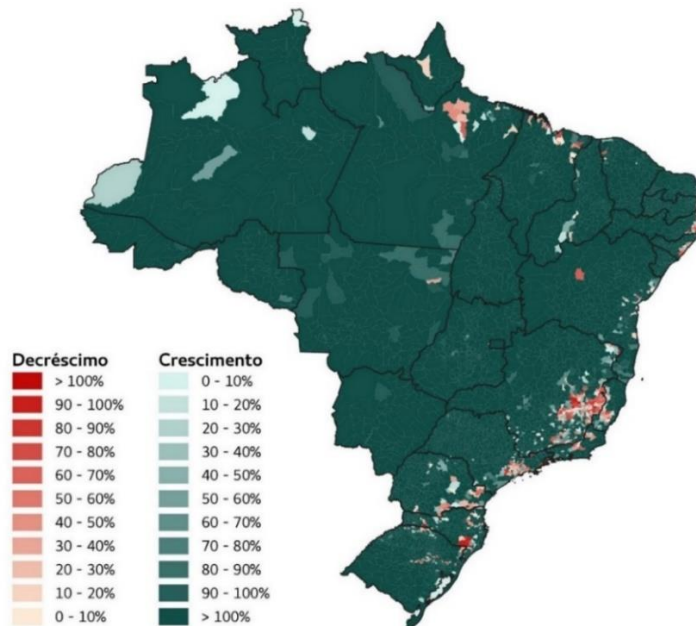 Decréscimo
> 100%
90 - 100%
80 - 90%
70 - 80%
60 - 70%
50 - 60%
40 - 50%
30 - 40%
20 - 30%
10 - 20%
0 - 10%
Crescimento
0 - 10%
10 - 20%
20 - 30%
30 - 40%
40 - 50%
50 - 60%
60 - 70%
70 - 80%
80 - 90%
90 - 100%
> 100%